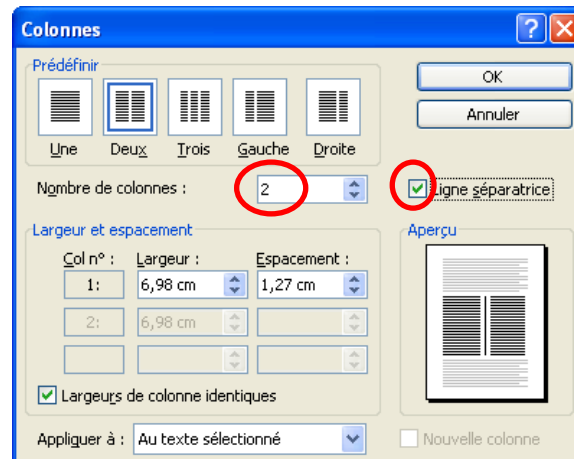 Colonnes
Prédéfinir
Une Deux Trois Gauche Droite
OK
Annuler
Nombre de colonnes : 2
Ligne séparatrice
Largeur et espacement
Col n° : Largeur : Espacement :
1: 6,98 cm 1,27 cm
2: 6,98 cm
Largeurs de colonne identiques
Aperçu
Appliquer à : Au texte sélectionné
Nouvelle colonne